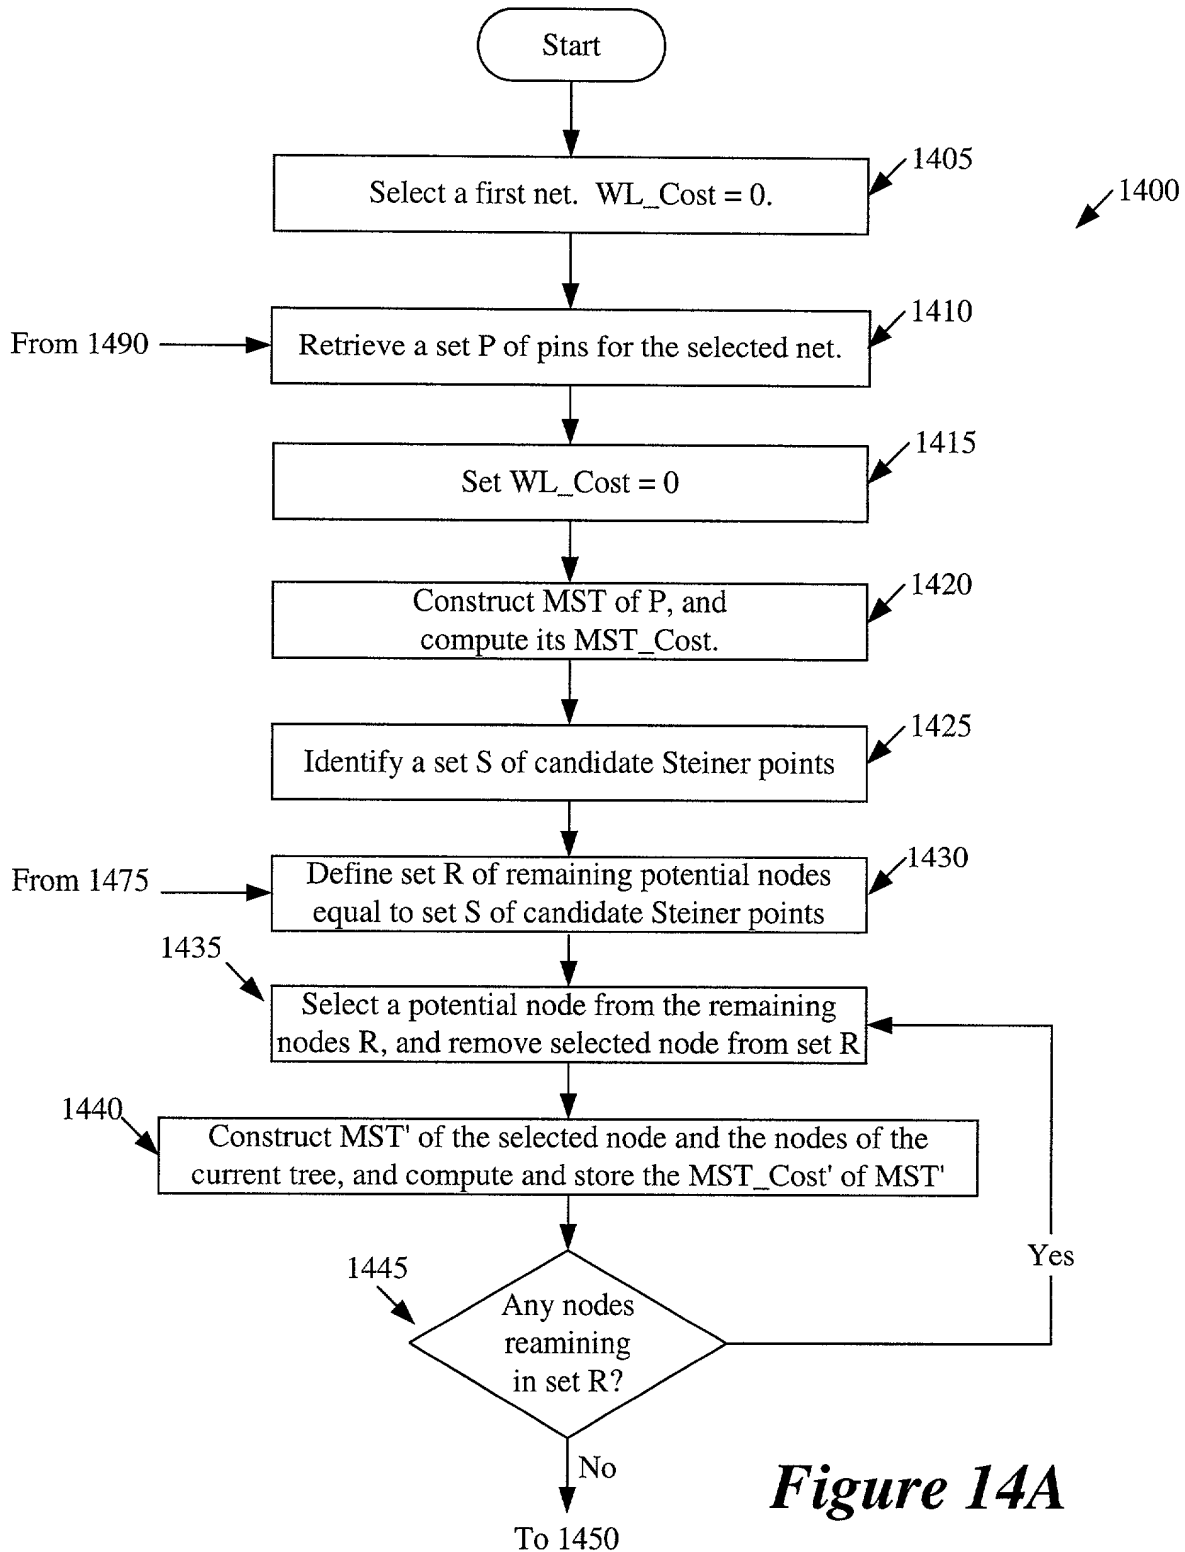 Start
1405
Select a first net. WL_Cost = 0.
1400
1410
From 1490
Retrieve a set P of pins for the selected net.
1415
Set WL_Cost = 0
1420
Construct MST of P, and
compute its MST_Cost.
1425
Identify a set S of candidate Steiner points
1430
From 1475
Define set R of remaining potential nodes
equal to set S of candidate Steiner points
1435
Select a potential node from the remaining
nodes R, and remove selected node from set R
1440
Construct MST' of the selected node and the nodes of the
current tree, and compute and store the MST_Cost' of MST'
1445
Any nodes
reamining
in set R?
Yes
No
To 1450
Figure 14A